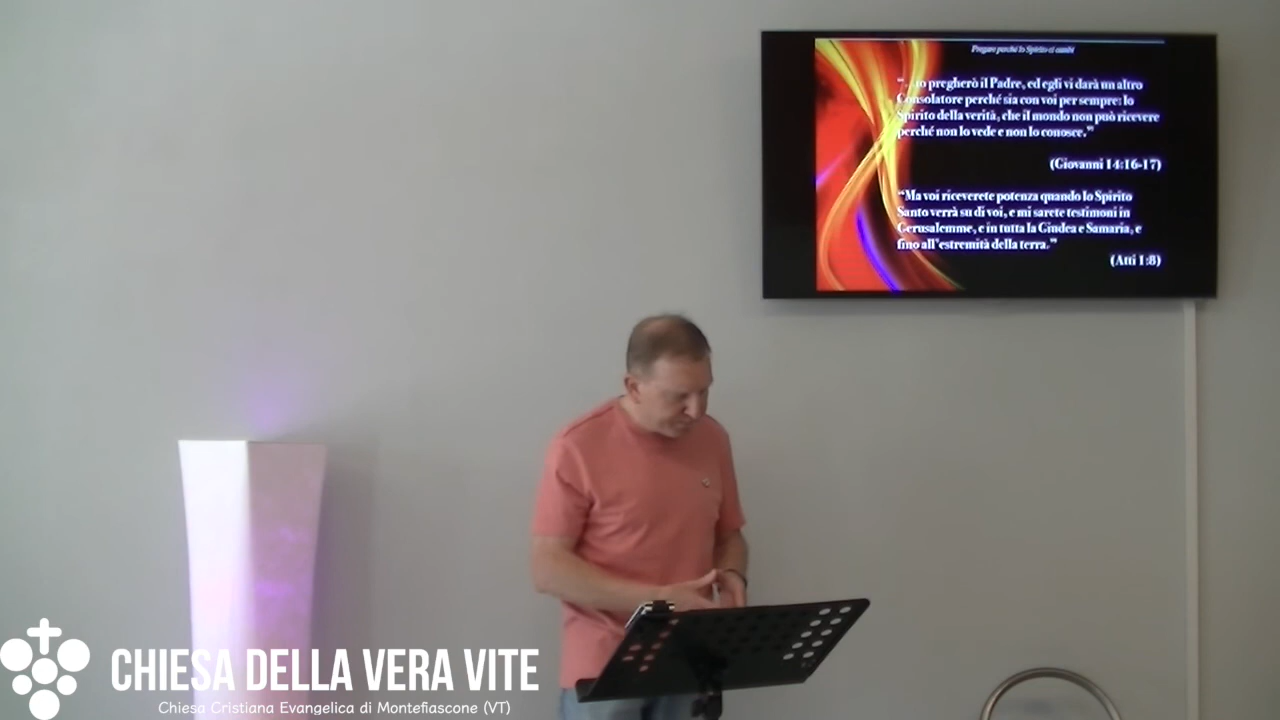 Pregare perché lo Spirito ci cambi
“...io pregherò il Padre, ed egli vi darà un altro
Consolatore perché sia con voi per sempre: lo
Spirito della verità, che il mondo non può ricevere
perché non lo vede e non lo conosce.”
(Giovanni 14:16-17)
“Ma voi riceverete potenza quando lo Spirito
Santo verrà su di voi, e mi sarete testimoni in
Gerusalemme, e in tutta la Giudea e Samaria, e
fino all’estremità della terra.”
(Atti 1:8)
CHIESA DELLA VERA VITE
Chiesa Cristiana Evangelica di Montefiascone (VT)